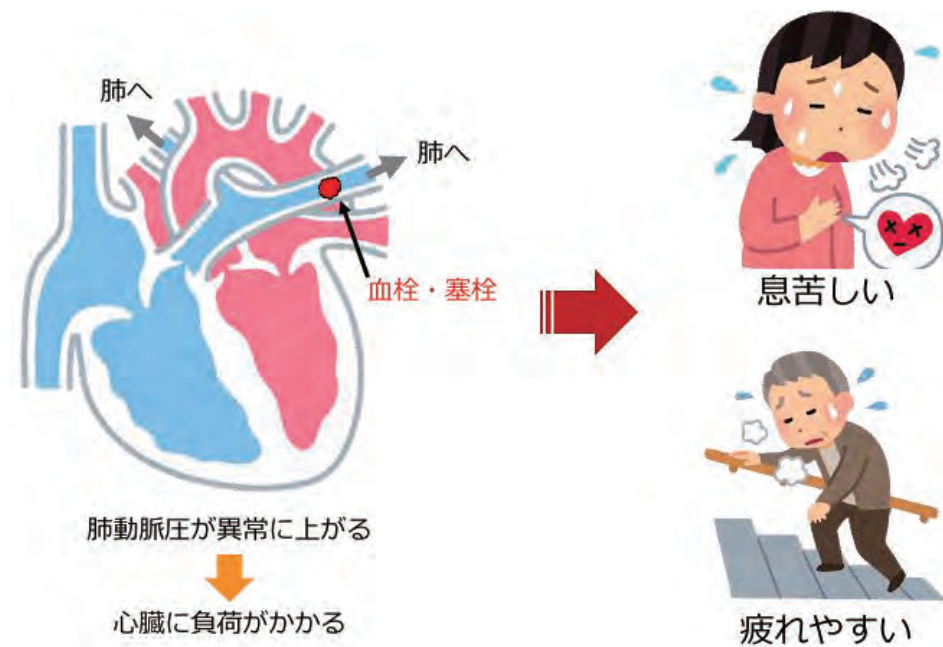 肺へ
肺へ
血栓・塞栓
肺動脈圧が異常に上がる
心臓に負荷がかかる
息苦しい
疲れやすい